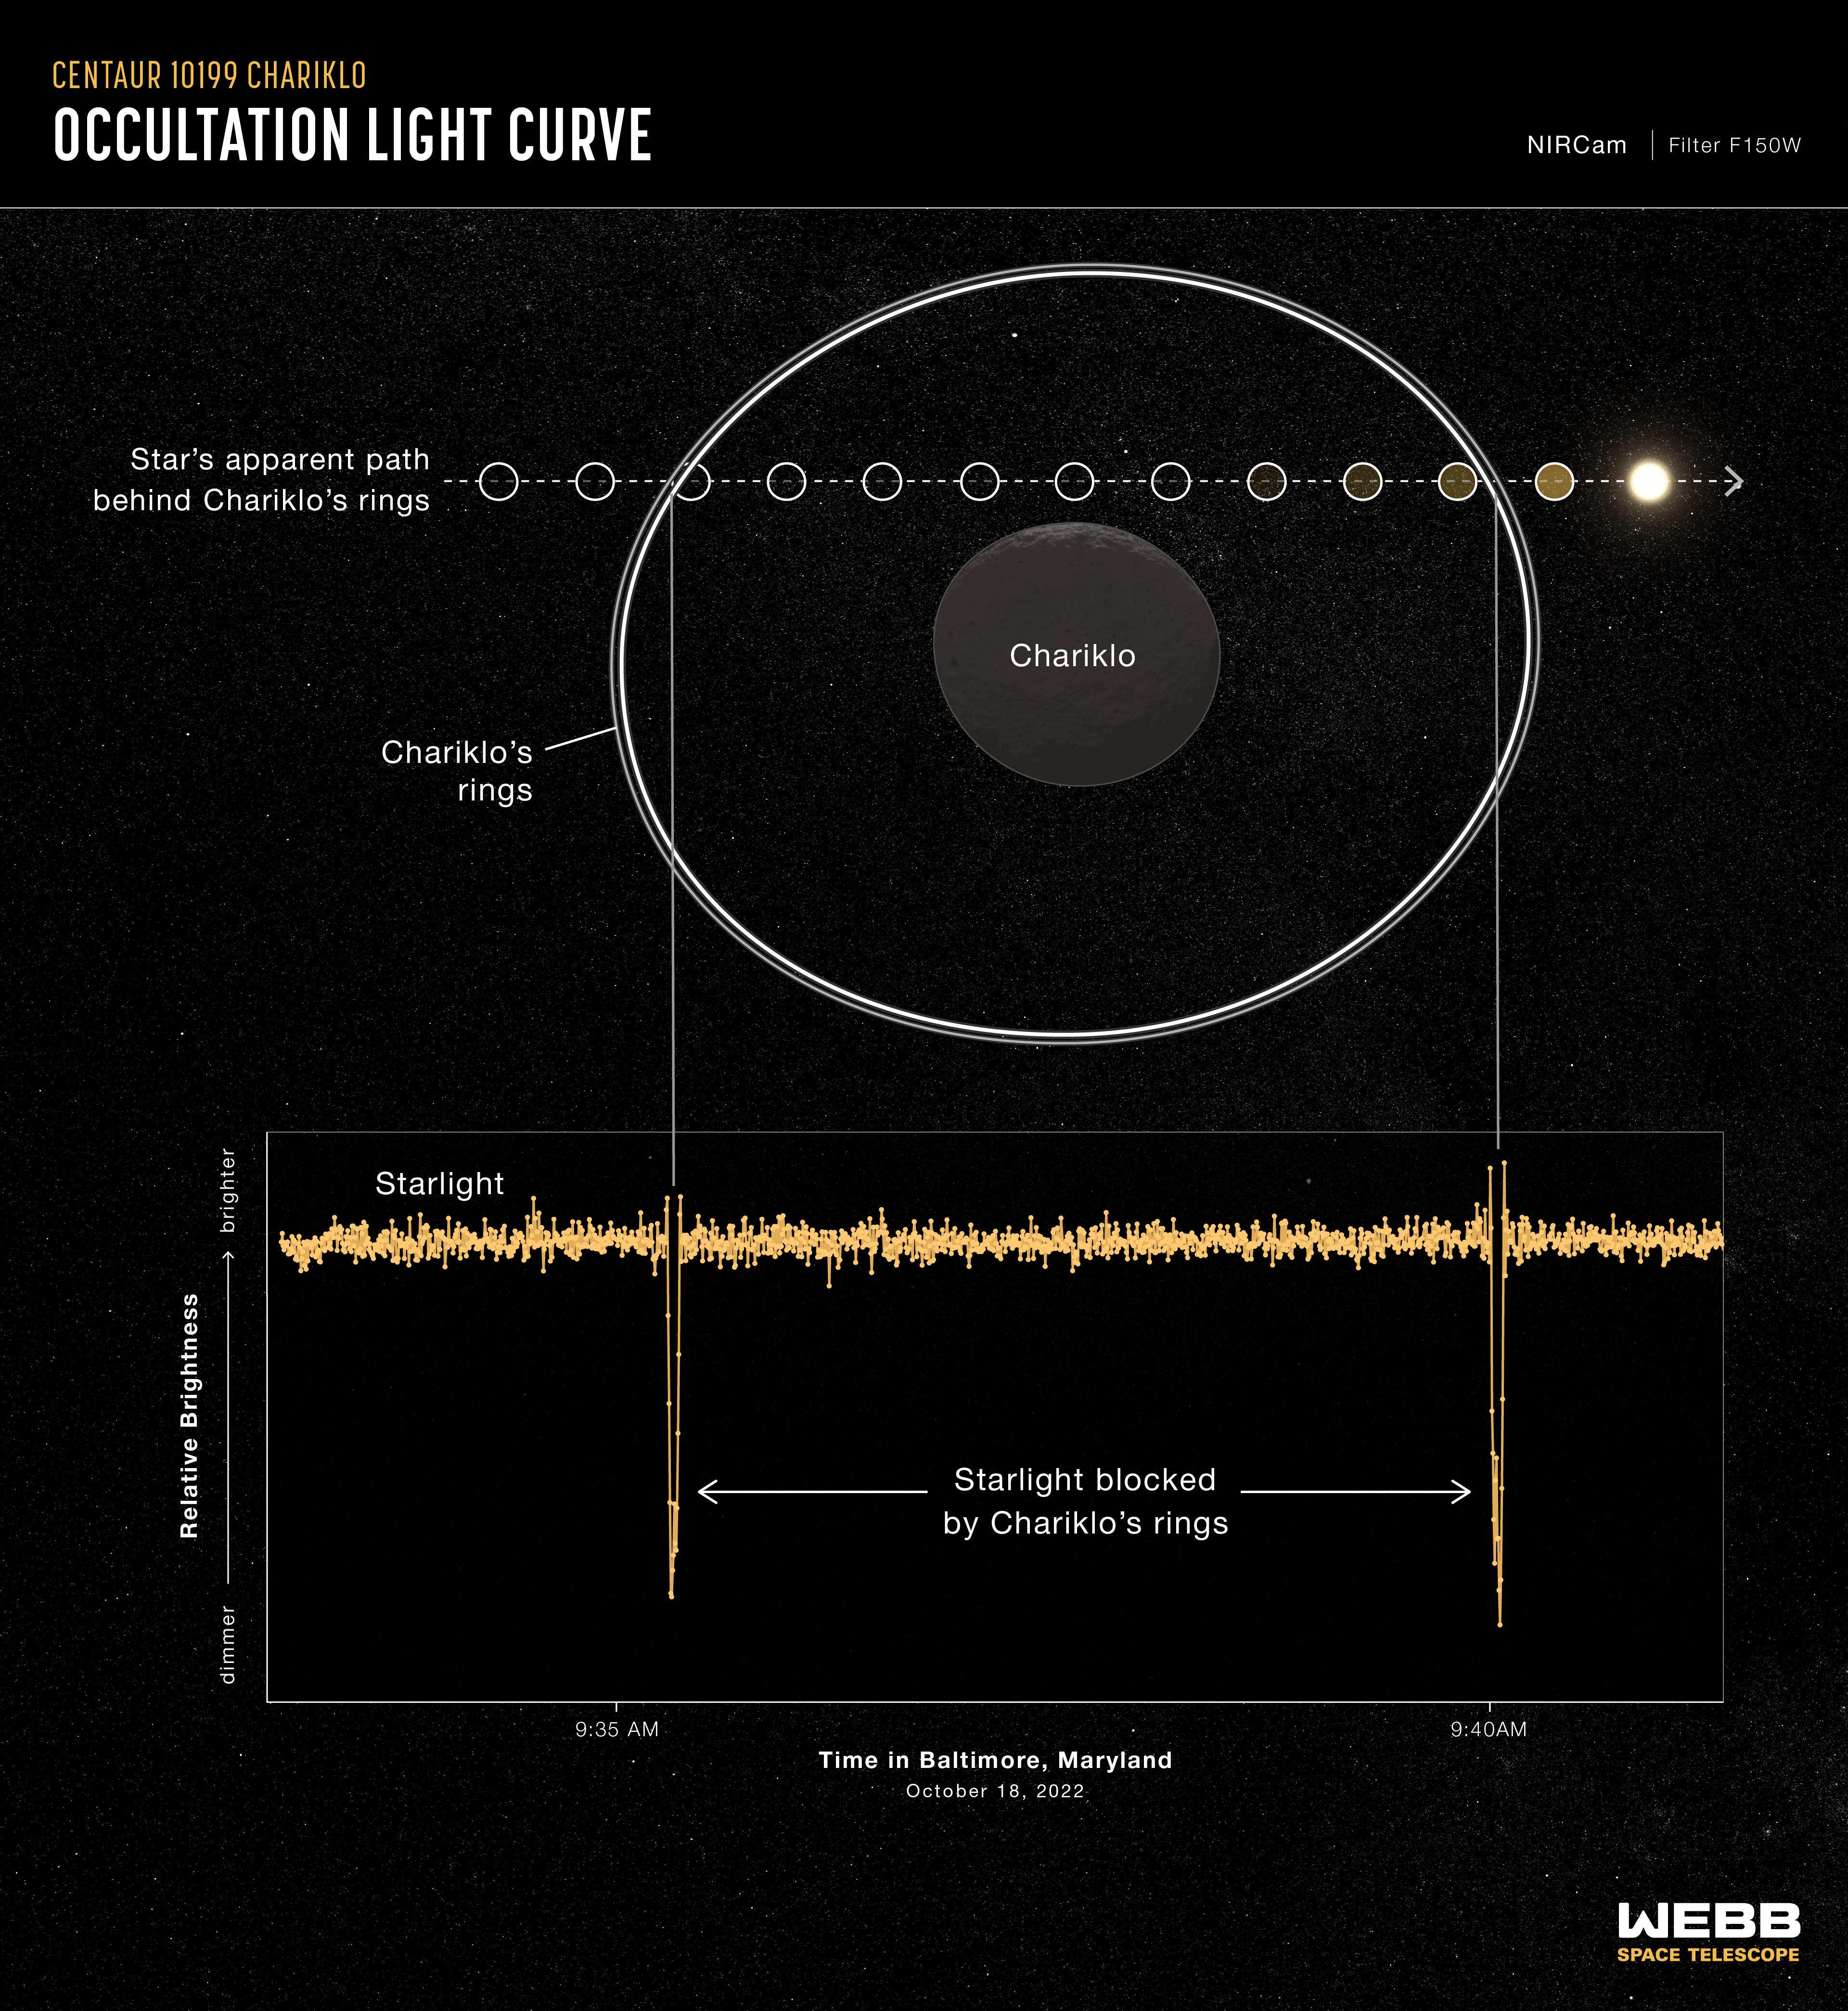 CENTAUR 10199 CHARIKLO
OCCULTATION LIGHT CURVE
NIRCam | Filter F150W
Star’s apparent path
behind Chariklo’s rings
Chariklo
Chariklo’s
rings
Starlight
brighter
Relative Brightness
dimmer
Starlight blocked
by Chariklo’s rings
9:35 AM
9:40AM
Time in Baltimore, Maryland
October 18, 2022
WEBB
SPACE TELESCOPE